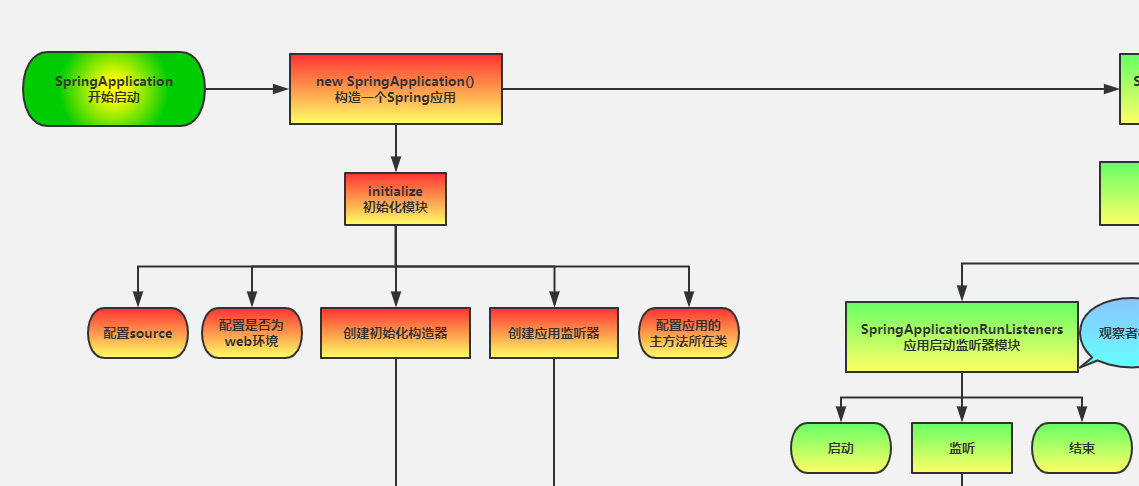 SpringApplication
开始启动
new SpringApplication()
构造一个Spring应用
initialize
初始化模块
配置source
配置是否为
web环境
创建初始化构造器
创建应用监听器
配置应用的
主方法所在类
SpringApplicationRunListeners
应用启动监听器模块
观察者
启动
监听
结束